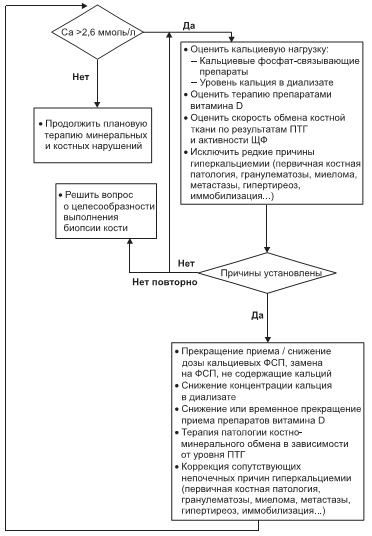 Ca >2,6 ммоль/л
Да
Нет
• Продолжить плановую
терапию минеральных
и костных нарушений
• Оценить кальциевую нагрузку:
– Кальциевые фосфат-связывающие
препараты
– Уровень кальция в диализате
• Оценить терапию препаратами
витамина D
• Оценить скорость обмена костной
ткани по результатам ПТГ
и активности ЩФ
• Исключить редкие причины
гиперкальциемии (первичная костная
патология, гранулематозы, миелома,
метастазы, гипертиреоз,
иммобилизация...)
• Решить вопрос
о целесообразности
выполнения
биопсии кости
Нет
Нет повторно
Причины установлены
Да
• Прекращение приема / снижение
дозы кальциевых ФСП, замена
на ФСП, не содержащие кальций
• Снижение концентрации кальция
в диализате
• Снижение или временное прекращение
приема препаратов витамина D
• Терапия патологии костно-
минерального обмена в зависимости
от уровня ПТГ
• Коррекция сопутствующих
непочечных причин гиперкальциемии
(первичная костная патология,
гранулематозы, миелома, метастазы,
гипертиреоз, иммобилизация...)